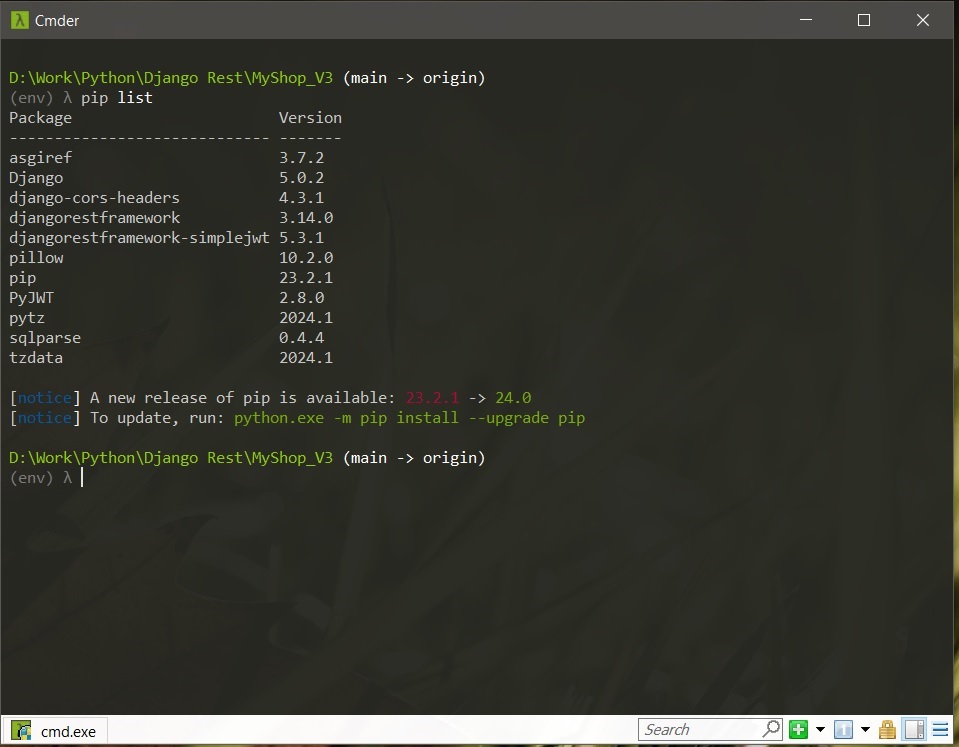 Cmder
D:\Work\Python\Django Rest\MyShop_V3 (main -> origin)
(env) λ pip list
Package                     Version
--------------------------- -------
asgiref                     3.7.2
Django                      5.0.2
django-cors-headers         4.3.1
djangorestframework         3.14.0
djangorestframework-simplejwt 5.3.1
pillow                      10.2.0
pip                         23.2.1
PyJWT                       2.8.0
pytz                        2024.1
sqlparse                    0.4.4
tzdata                      2024.1
[notice] A new release of pip is available: 23.2.1 -> 24.0
[notice] To update, run: python.exe -m pip install --upgrade pip
D:\Work\Python\Django Rest\MyShop_V3 (main -> origin)
(env) λ
cmd.exe
Search